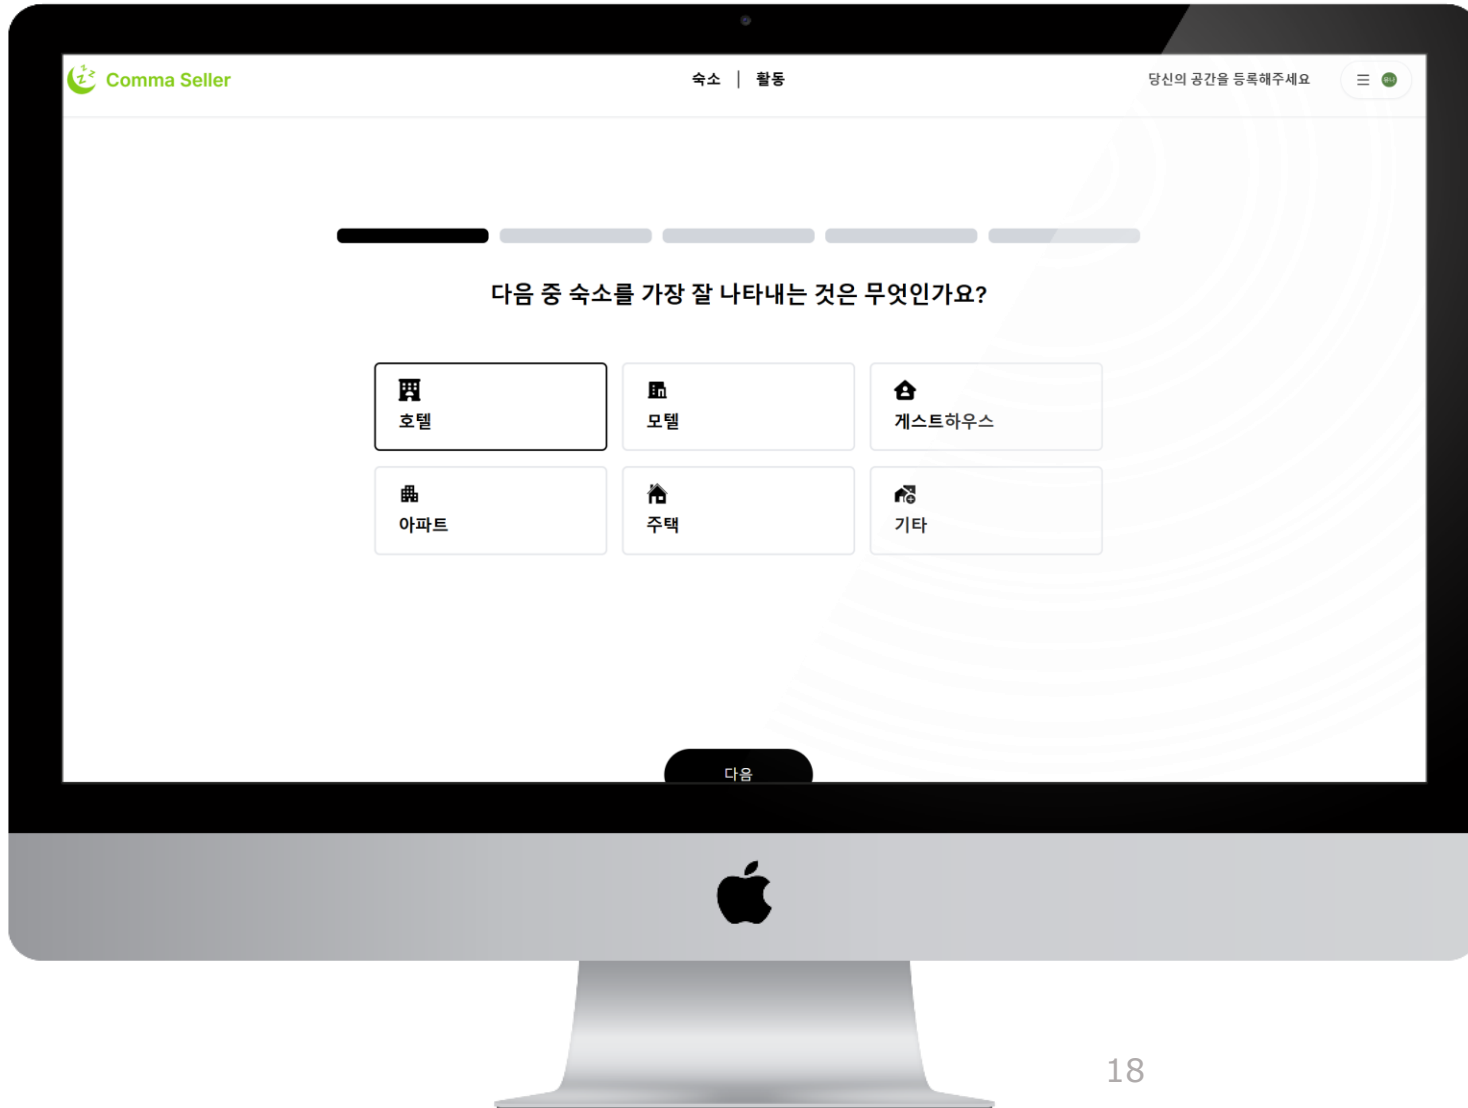 Comma Seller
숙소 | 활동
당신의 공간을 등록해주세요
다음 중 숙소를 가장 잘 나타내는 것은 무엇인가요?
호텔
모텔
게스트하우스
아파트
주택
기타
다음
18